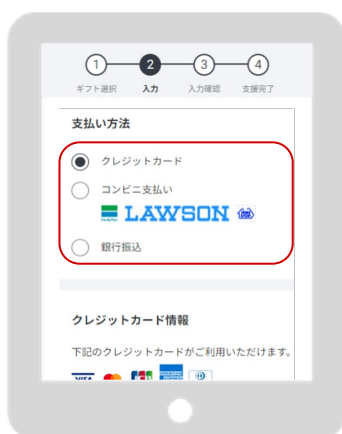 1 2 3 4
ギフト選択 入力 入力確認 支援完了
支払い方法
クレジットカード
コンビニ支払い
LAWSON
銀行振込
クレジットカード情報
下記のクレジットカードがご利用いただけます。
VISA JCB